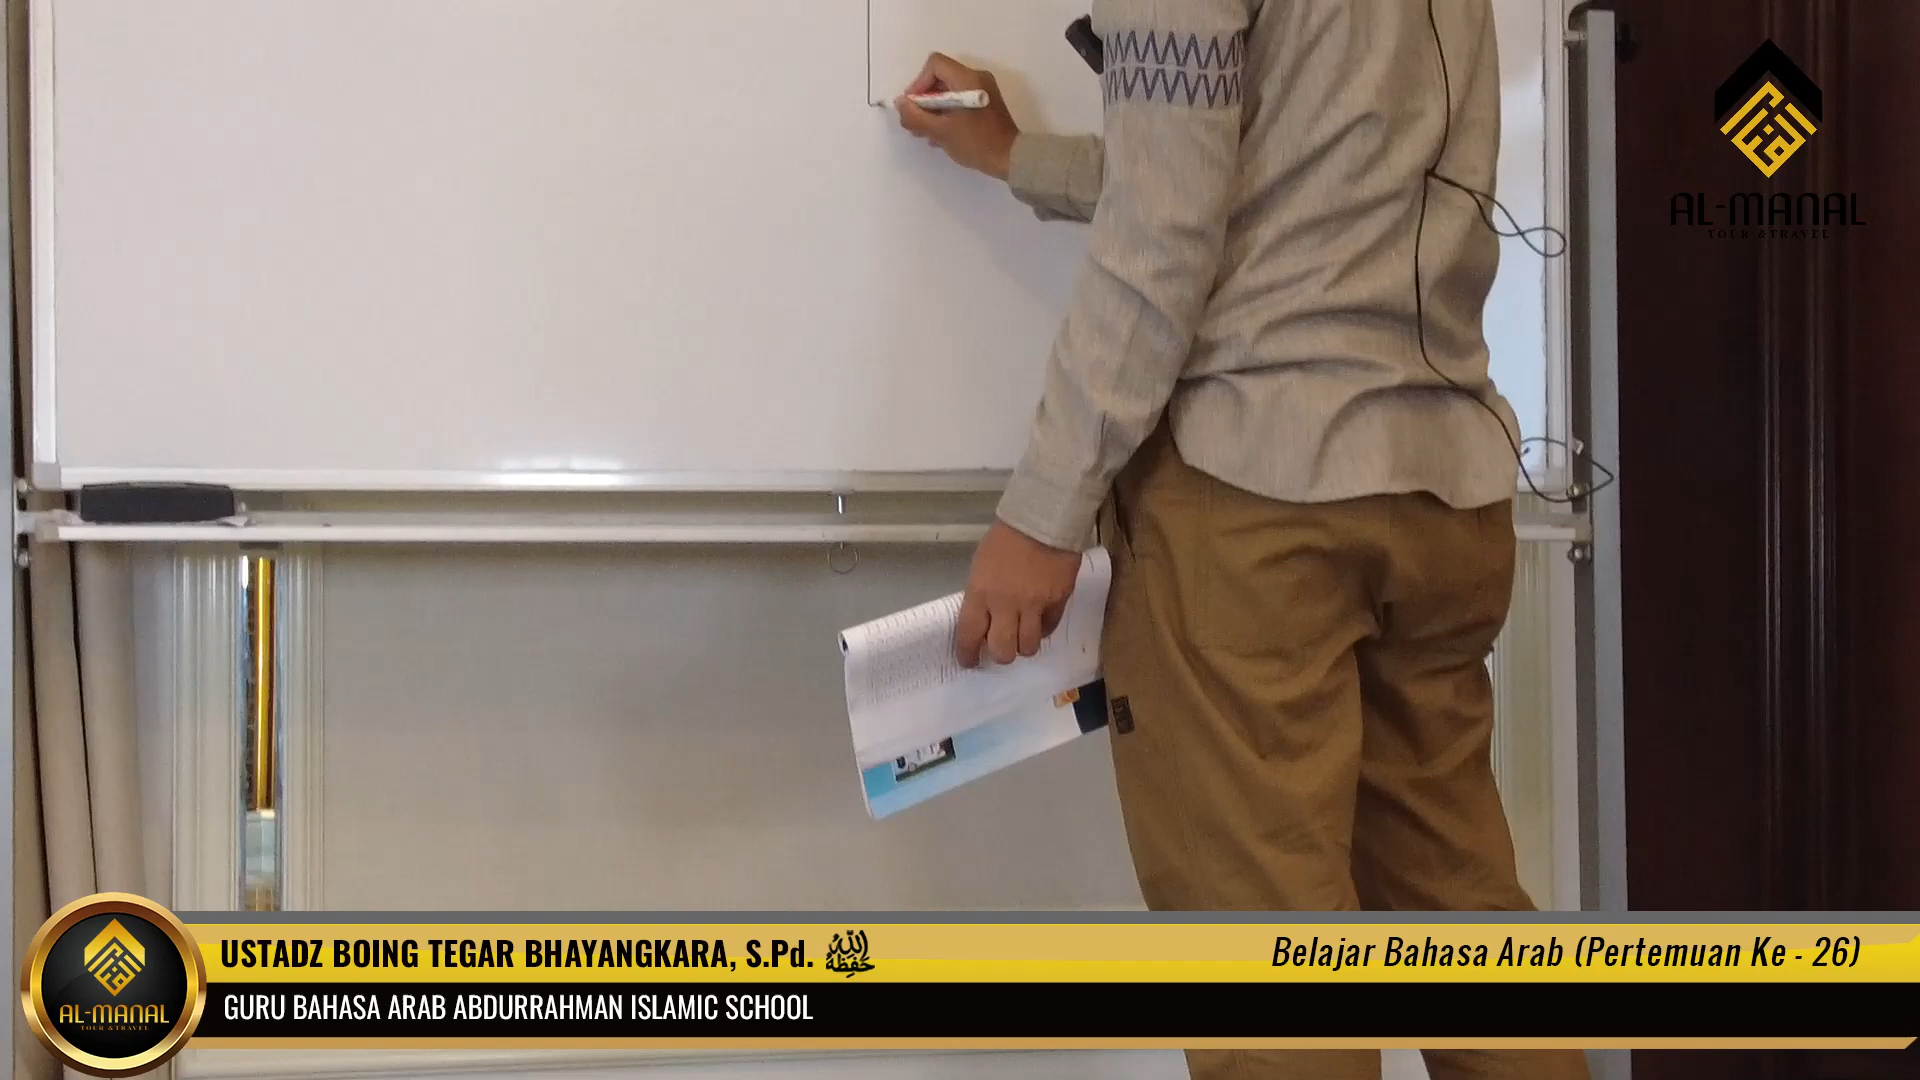 AL-MANAL
TOUR & TRAVEL
USTADZ BOING TEGAR BHAYANGKARA, S.Pd. حَفِظَهُ اللهُ
Belajar Bahasa Arab (Pertemuan Ke - 26)
GURU BAHASA ARAB ABDURRAHMAN ISLAMIC SCHOOL
AL-MANAL
TOUR & TRAVEL